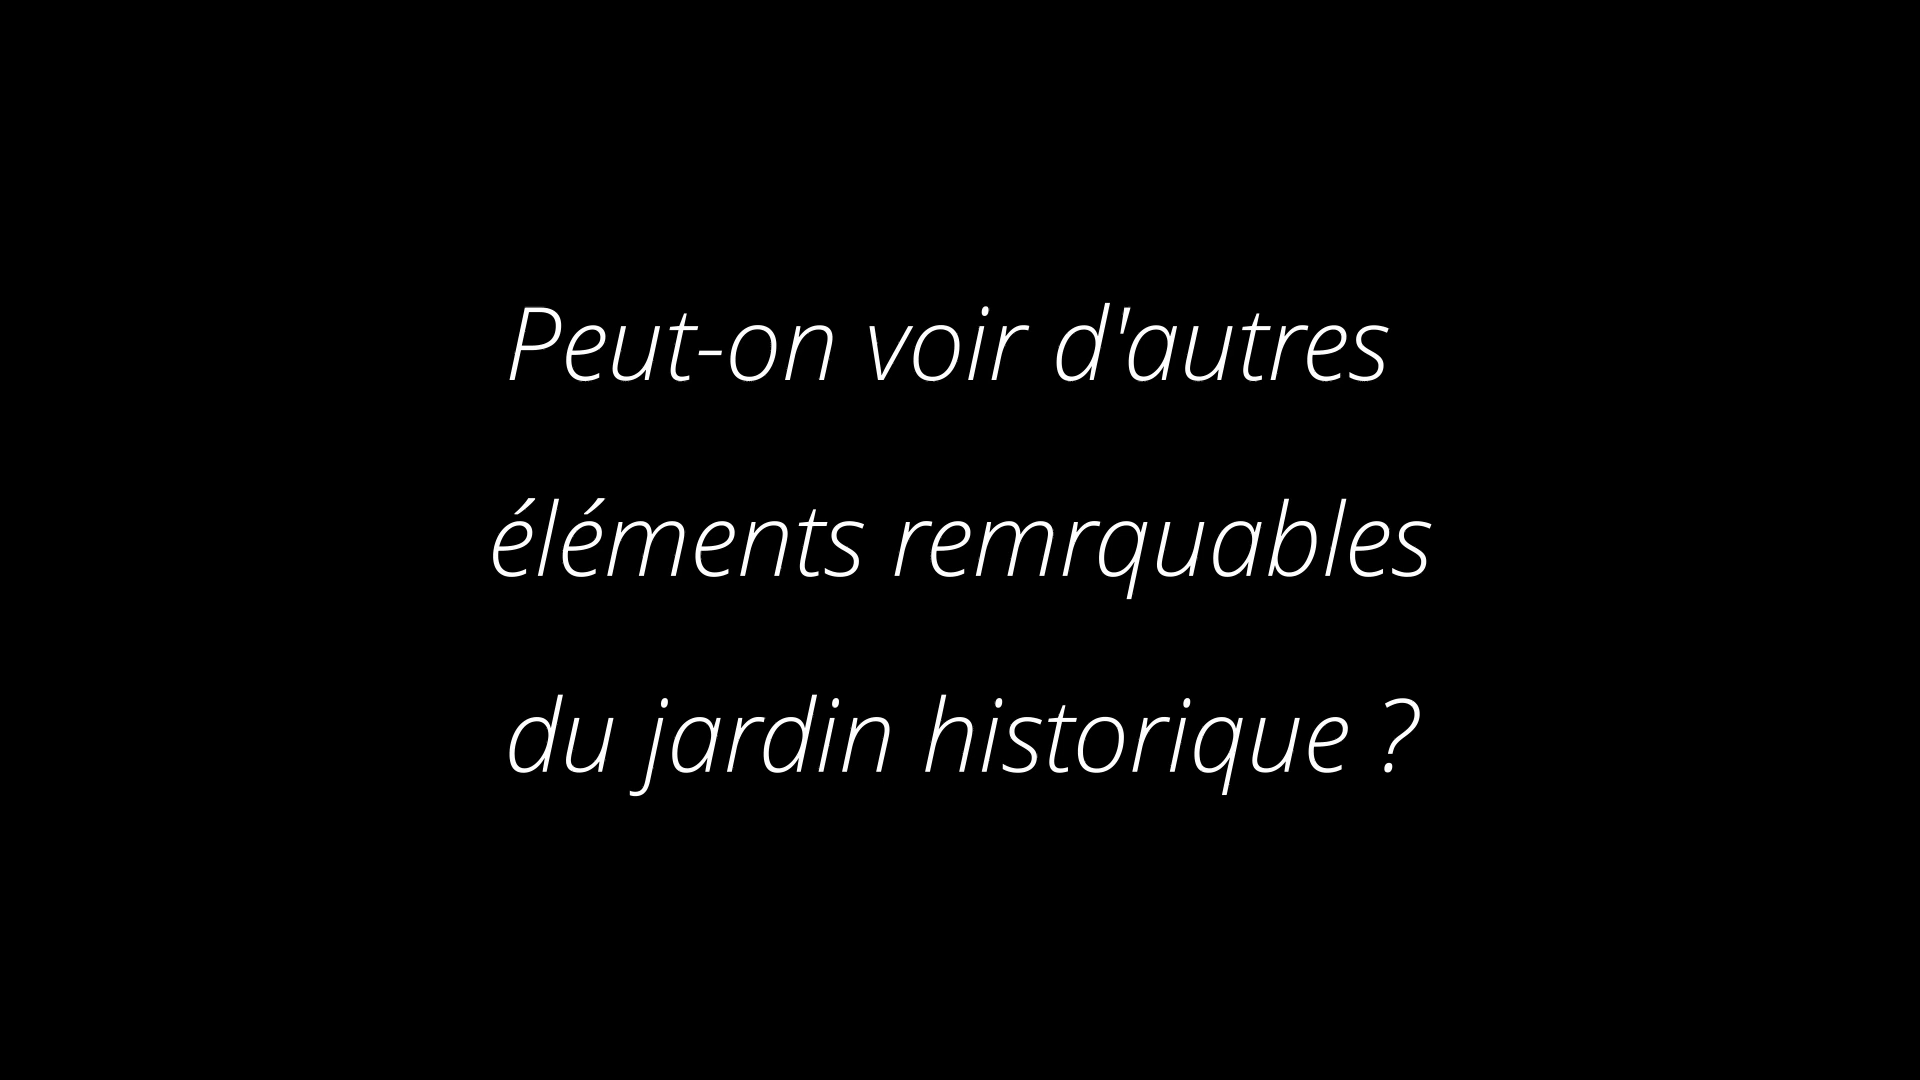 Peut-on voir d'autres
éléments remrquables
du jardin historique ?